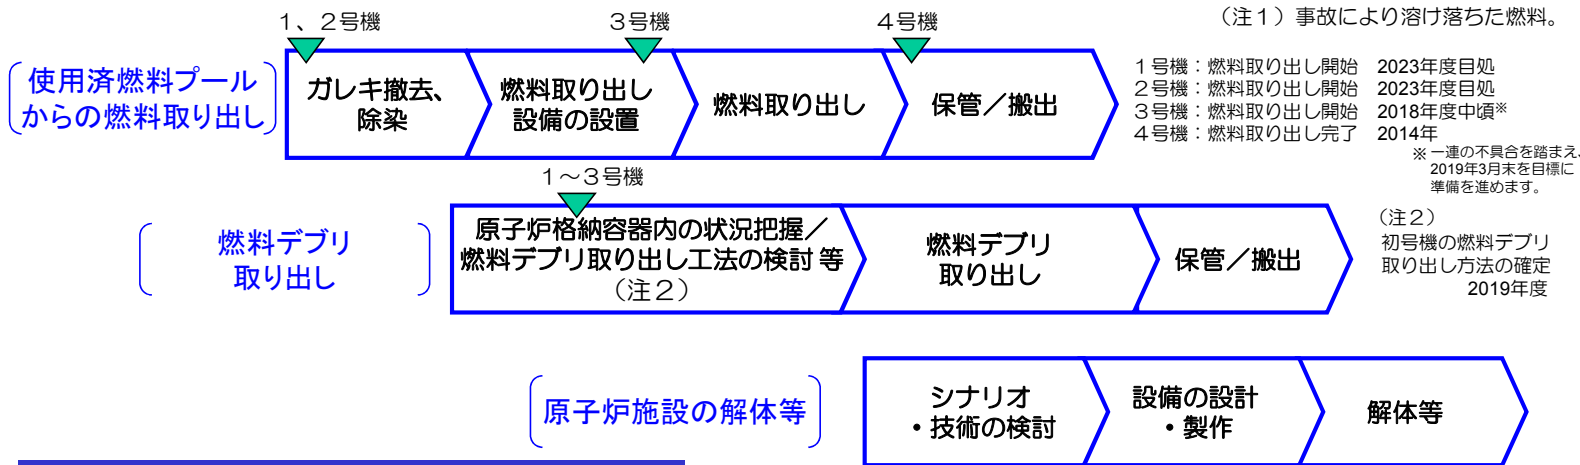 （注１）事故により溶け落ちた燃料。
１、２号機
３号機
４号機
使用済燃料プール
からの燃料取り出し
ガレキ撤去、
除染
燃料取り出し
設備の設置
燃料取り出し
保管／搬出
１号機：燃料取り出し開始　2023年度目処
２号機：燃料取り出し開始　2023年度目処
３号機：燃料取り出し開始　2018年度中頃※
４号機：燃料取り出し完了　2014年
※ 一連の不具合を踏まえ、
2019年3月末を目標に
準備を進めます。
１～３号機
燃料デブリ
取り出し
原子炉格納容器内の状況把握／
燃料デブリ取り出し工法の検討 等
（注２）
燃料デブリ
取り出し
保管／搬出
（注２）
初号機の燃料デブリ
取り出し方法の確定
2019年度
原子炉施設の解体等
シナリオ
・技術の検討
設備の設計
・製作
解体等